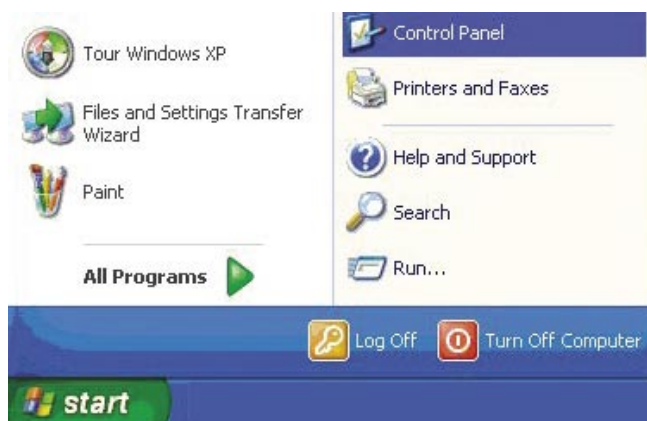 Tour Windows XP
Files and Settings Transfer
Wizard
Paint
All Programs
Control Panel
Printers and Faxes
Help and Support
Search
Run...
Log Off
Turn Off Computer
start